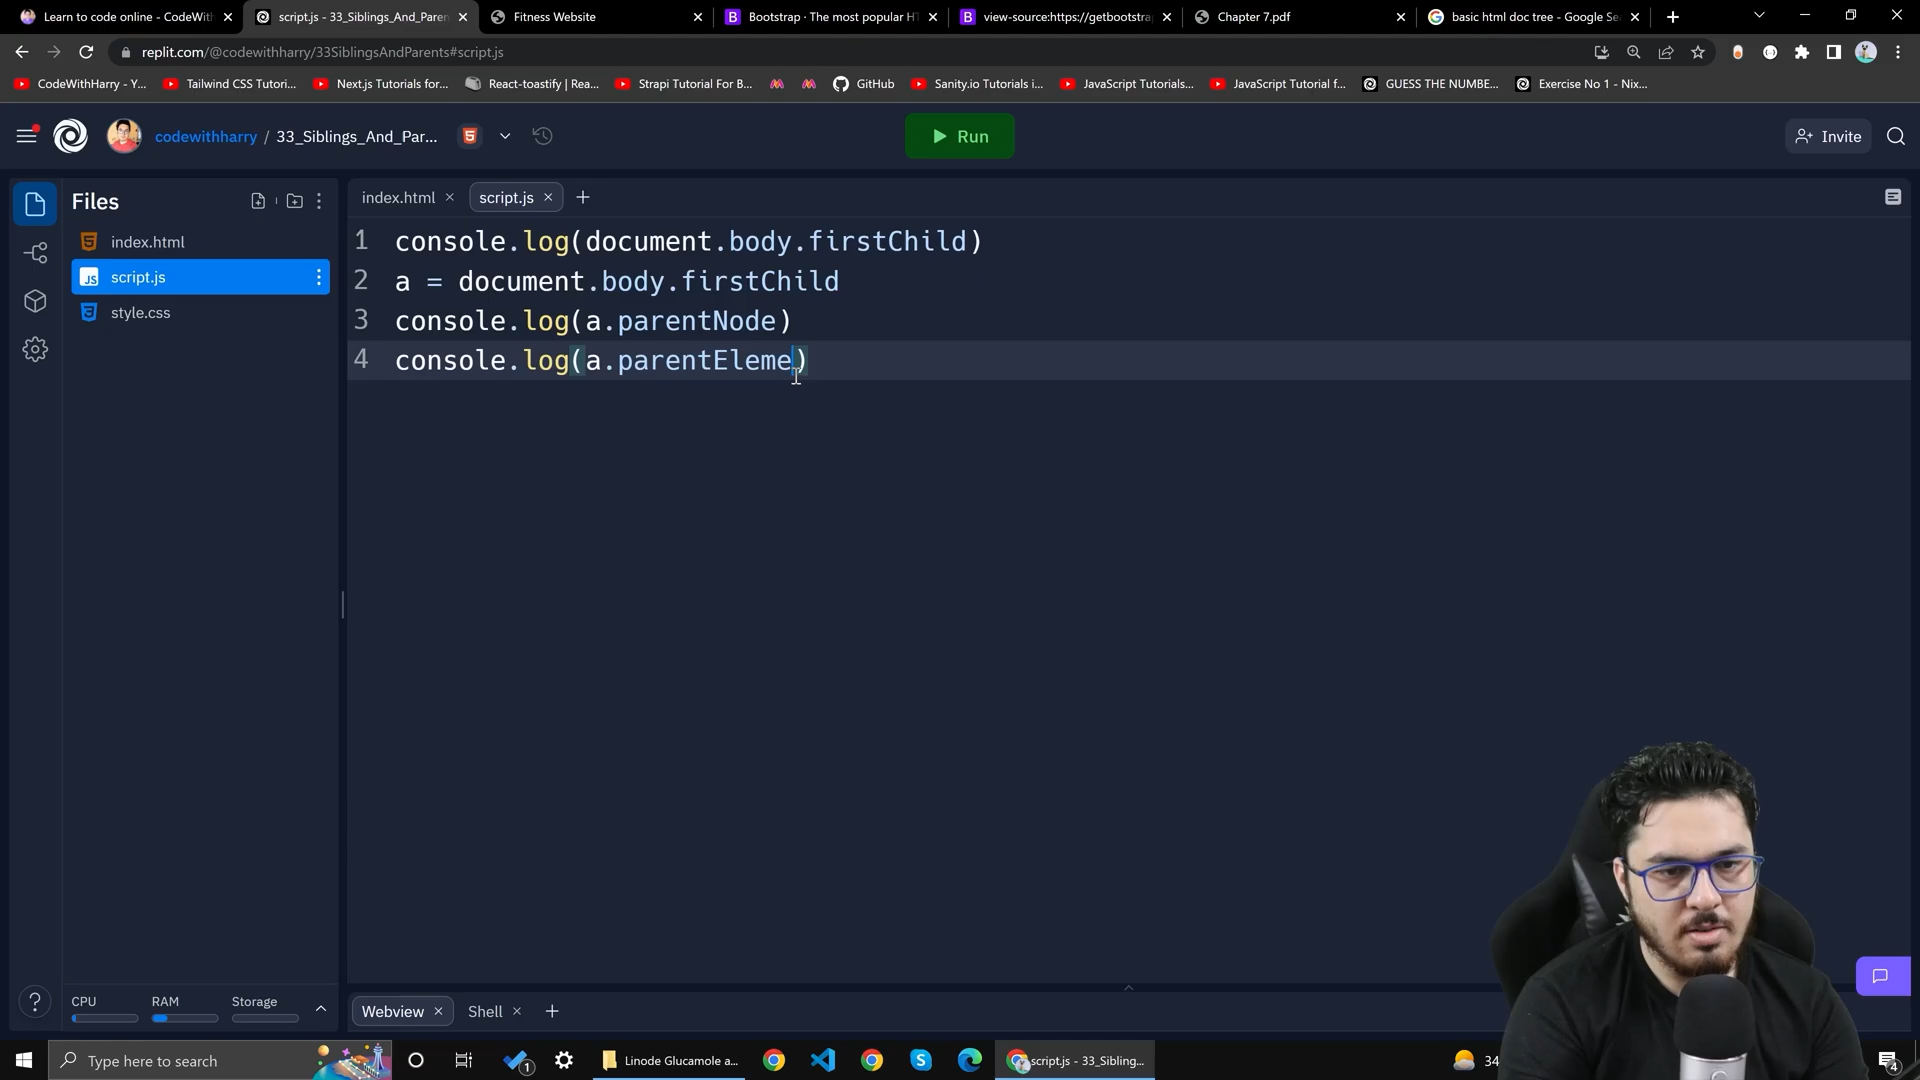 Learn to code online - CodeWith
script.js - 33_Siblings_And_Paren
Fitness Website
Bootstrap · The most popular HT
view-source:https://getbootstra
Chapter 7.pdf
basic html doc tree - Google Se
replit.com/@codewithharry/33SiblingsAndParents#script.js
CodeWithHarry - Y...
Tailwind CSS Tutori...
Next.js Tutorials for...
React-toastify | Rea...
Strapi Tutorial For B...
GitHub
Sanity.io Tutorials i...
JavaScript Tutorials...
JavaScript Tutorial f...
GUESS THE NUMBE...
Exercise No 1 - Nix...
codewithharry / 33_Siblings_And_Par...
Run
Invite
Files
index.html
script.js
style.css
index.html
script.js
1 console.log(document.body.firstChild)
2 a = document.body.firstChild
3 console.log(a.parentNode)
4 console.log(a.parentEleme)
CPU
RAM
Storage
Webview
Shell
Type here to search
1
Linode Glucamole a...
script.js - 33_Sibling...
34
4